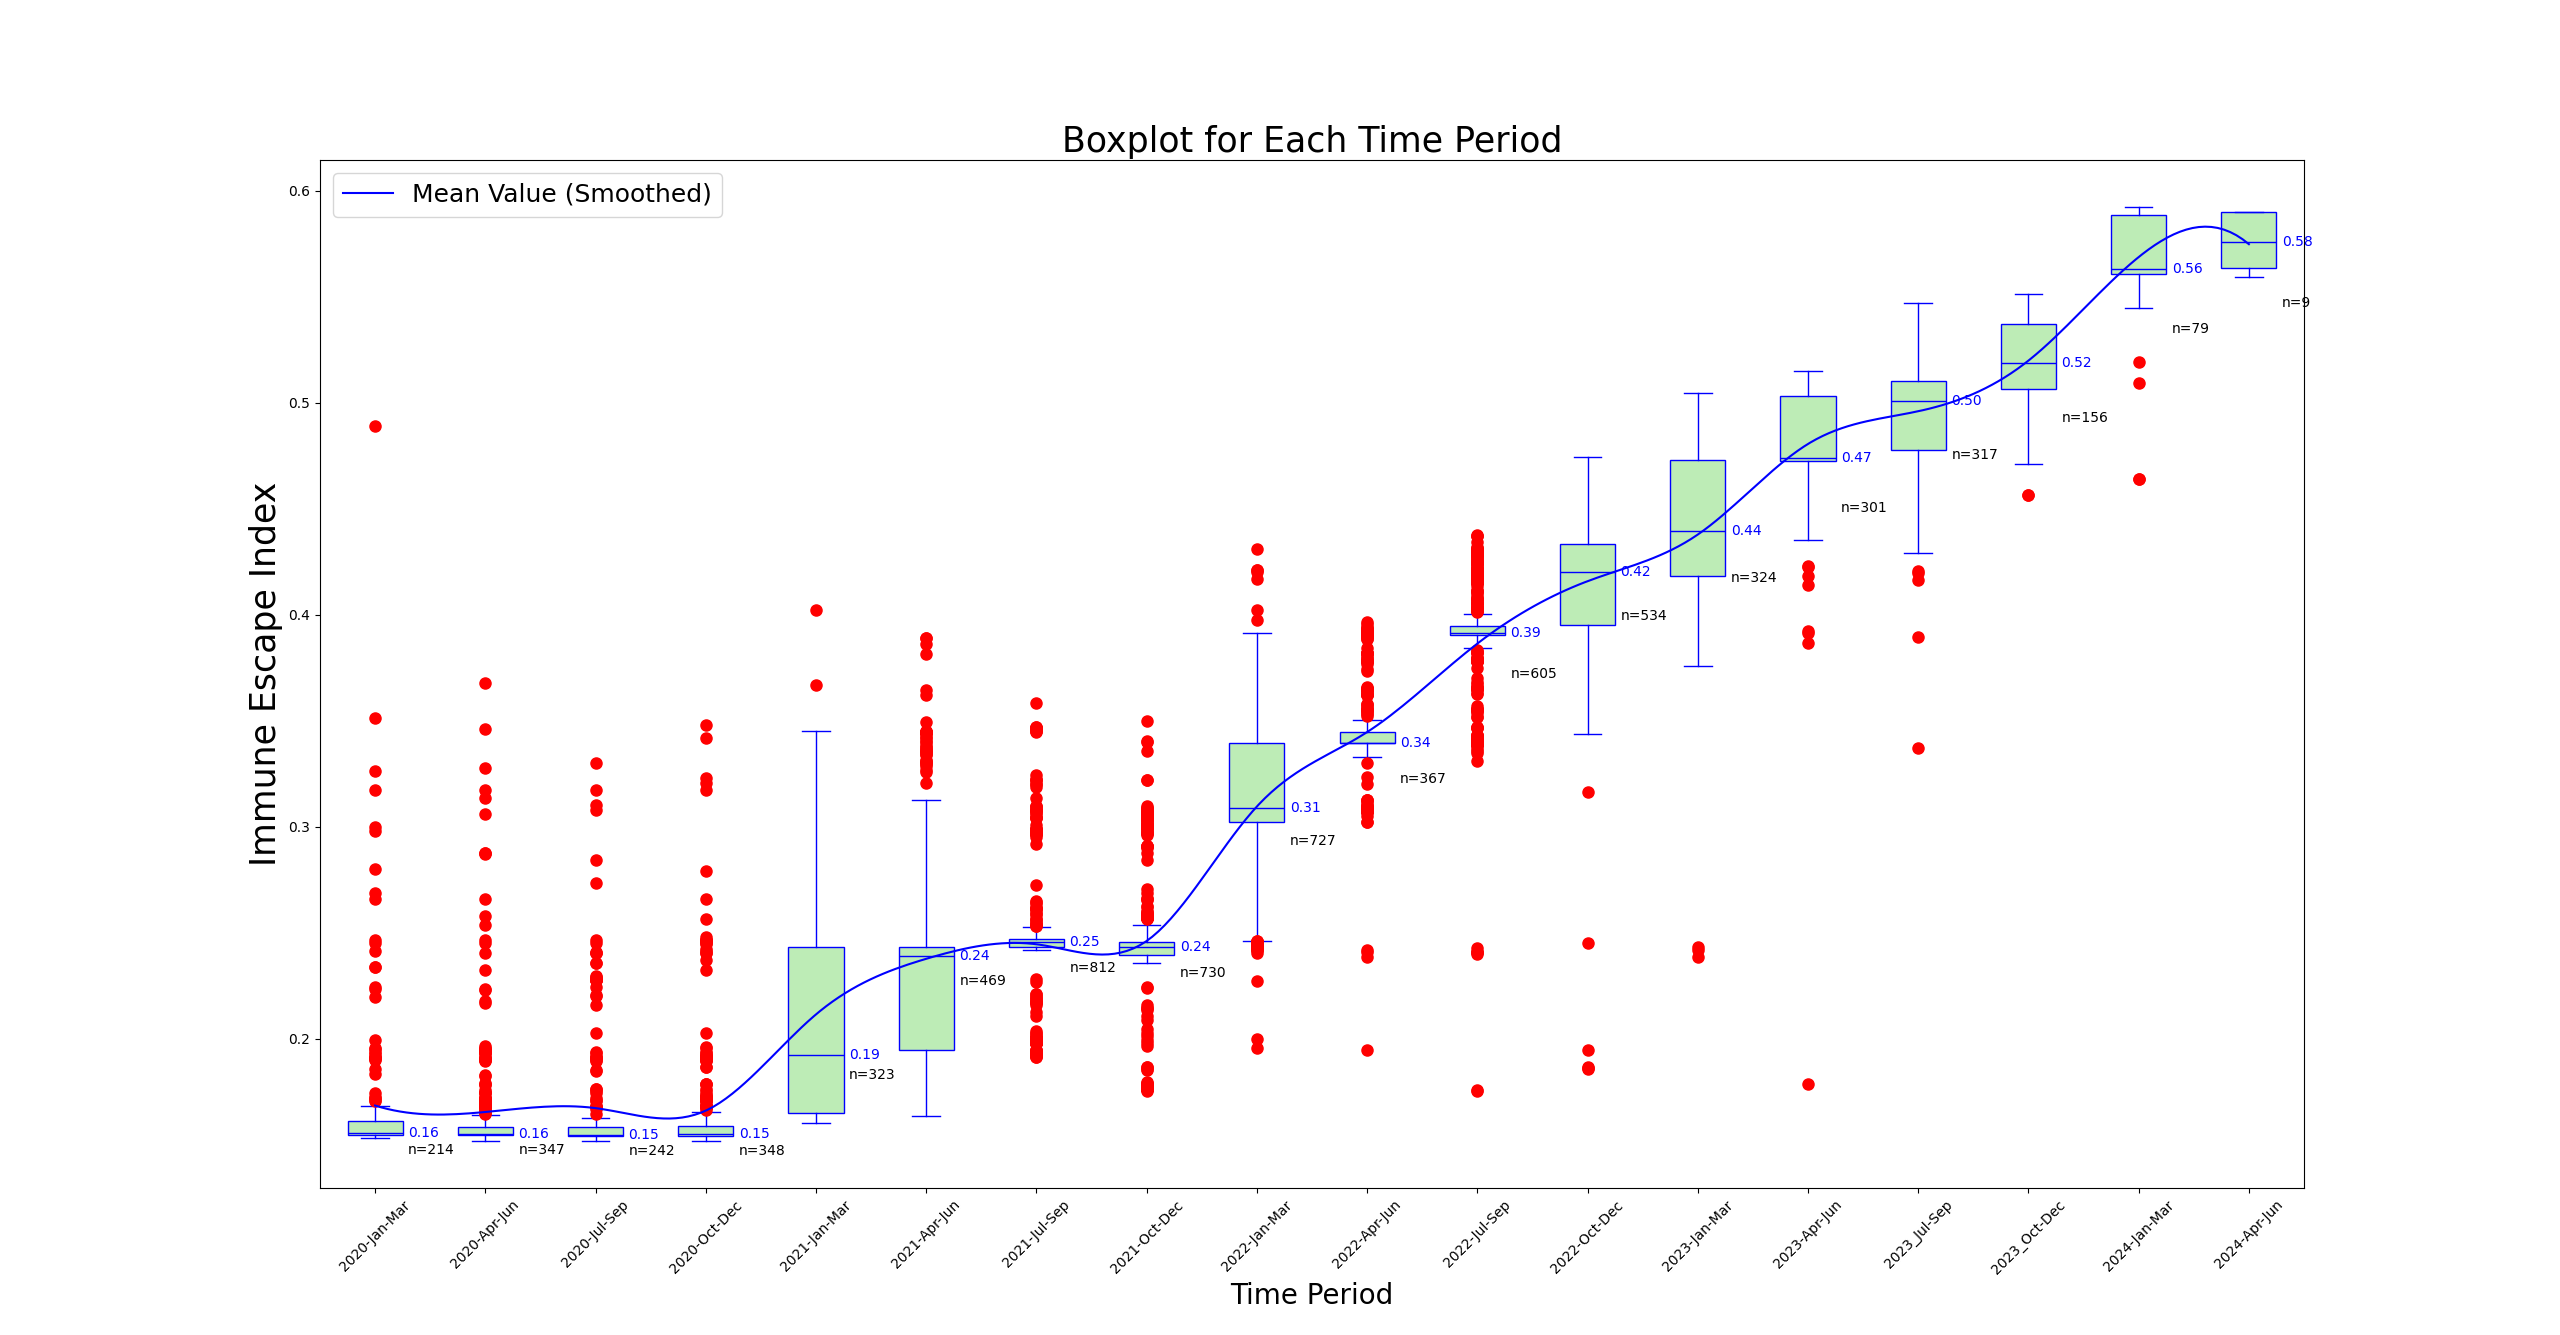 Boxplot for Each Time Period
Mean Value (Smoothed)
Immune Escape Index
0.6
0.5
0.4
0.3
0.2
0.16
n=214
0.16
n=347
0.15
n=242
0.15
n=348
0.19
n=323
0.24
n=469
0.25
n=812
0.24
n=730
0.31
n=727
0.34
n=367
0.39
n=605
0.42
n=534
0.44
n=324
0.47
n=301
0.50
n=317
0.52
n=156
0.56
n=79
0.58
n=9
2020-Jan-Mar
2020-Apr-Jun
2020-Jul-Sep
2020-Oct-Dec
2021-Jan-Mar
2021-Apr-Jun
2021-Jul-Sep
2021-Oct-Dec
2022-Jan-Mar
2022-Apr-Jun
2022-Jul-Sep
2022-Oct-Dec
2023-Jan-Mar
2023-Apr-Jun
2023_Jul-Sep
2023_Oct-Dec
2024-Jan-Mar
2024-Apr-Jun
Time Period